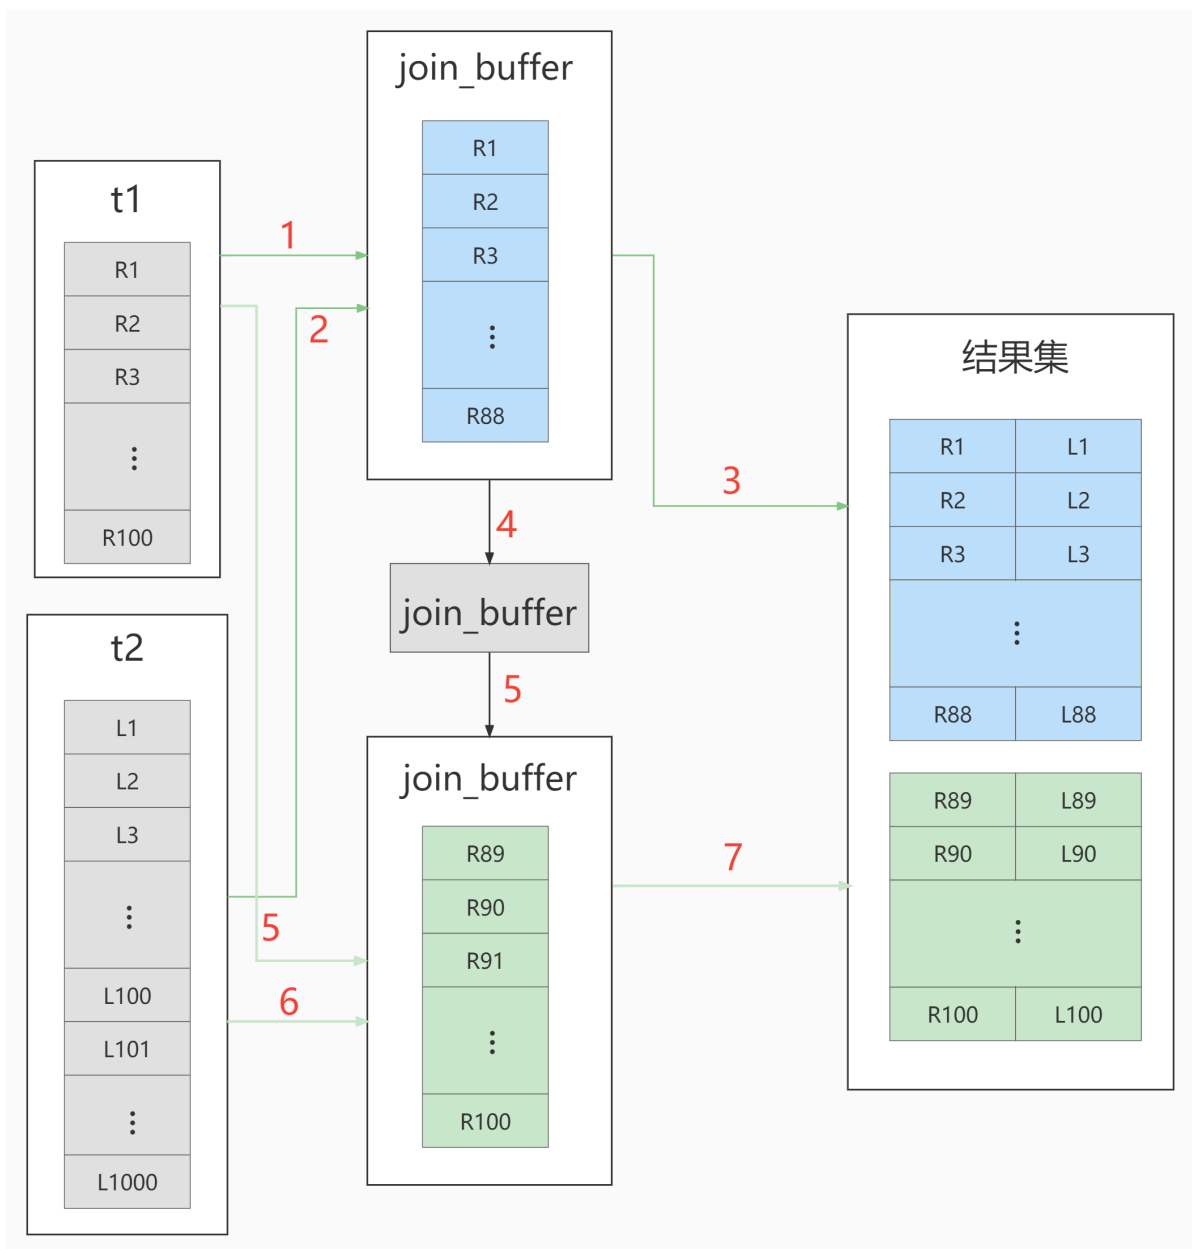 t1
R1
R2
R3
⋮
R100
t2
L1
L2
L3
⋮
L100
L101
⋮
L1000
1
2
5
6
join_buffer
R1
R2
R3
⋮
R88
4
join_buffer
5
join_buffer
R89
R90
R91
⋮
R100
3
7
结果集
R1 L1
R2 L2
R3 L3
⋮
R88 L88
R89 L89
R90 L90
⋮
R100 L100